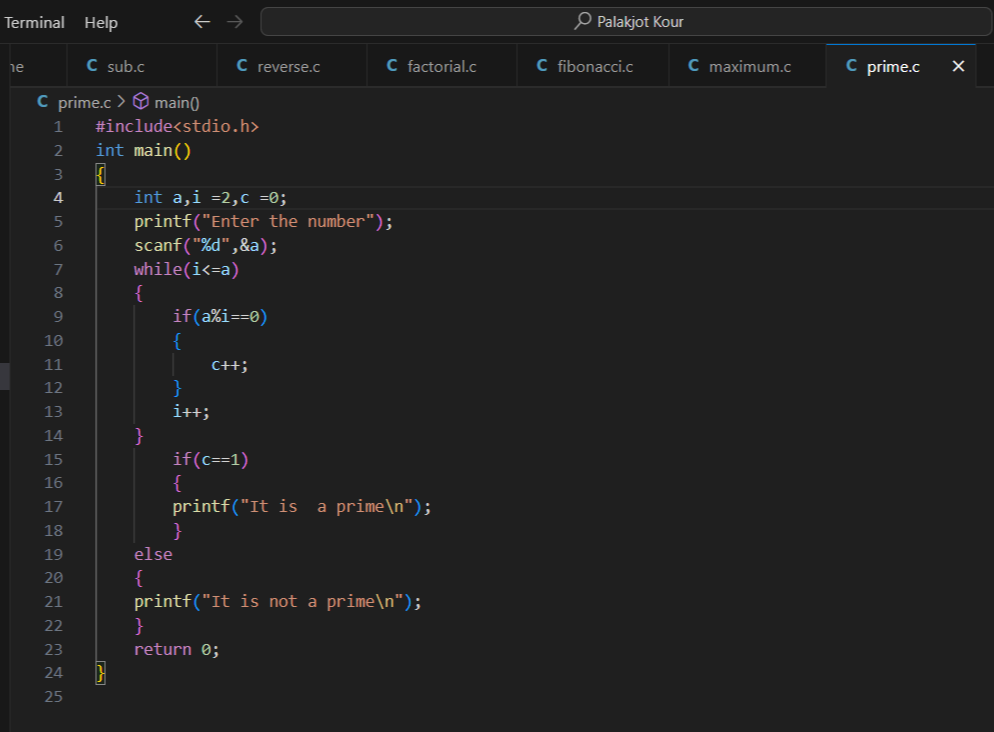 Terminal Help Palakjot Kour
ne C sub.c C reverse.c C factorial.c C fibonacci.c C maximum.c C prime.c
C prime.c > main()
1 #include<stdio.h>
2 int main()
3 {
4 int a,i =2,c =0;
5 printf("Enter the number");
6 scanf("%d",&a);
7 while(i<=a)
8 {
9 if(a%i==0)
10 {
11 c++;
12 }
13 i++;
14 }
15 if(c==1)
16 {
17 printf("It is  a prime\n");
18 }
19 else
20 {
21 printf("It is not a prime\n");
22 }
23 return 0;
24 }
25